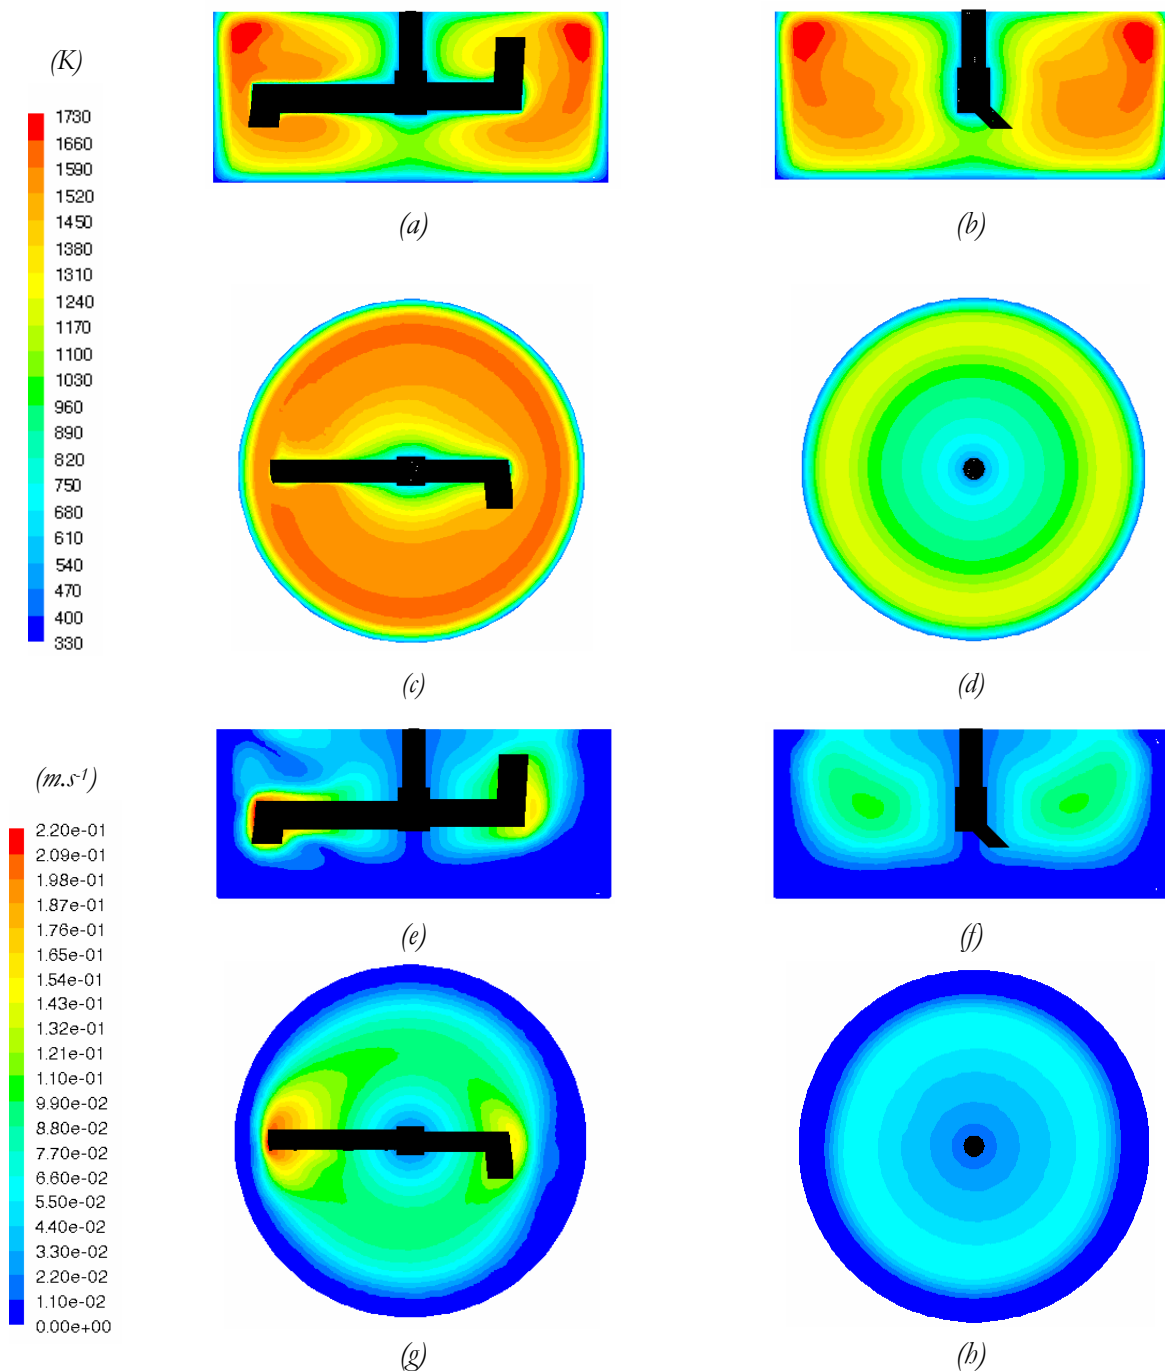 (K)
1730
1660
1590
1520
1450
1380
1310
1240
1170
1100
1030
960
890
820
750
680
610
540
470
400
330
(a)
(b)
(c)
(d)
(m.s⁻¹)
2.20e-01
2.09e-01
1.98e-01
1.87e-01
1.76e-01
1.65e-01
1.54e-01
1.43e-01
1.32e-01
1.21e-01
1.10e-01
9.90e-02
8.80e-02
7.70e-02
6.60e-02
5.50e-02
4.40e-02
3.30e-02
2.20e-02
1.10e-02
0.00e+00
(e)
(f)
(g)
(h)